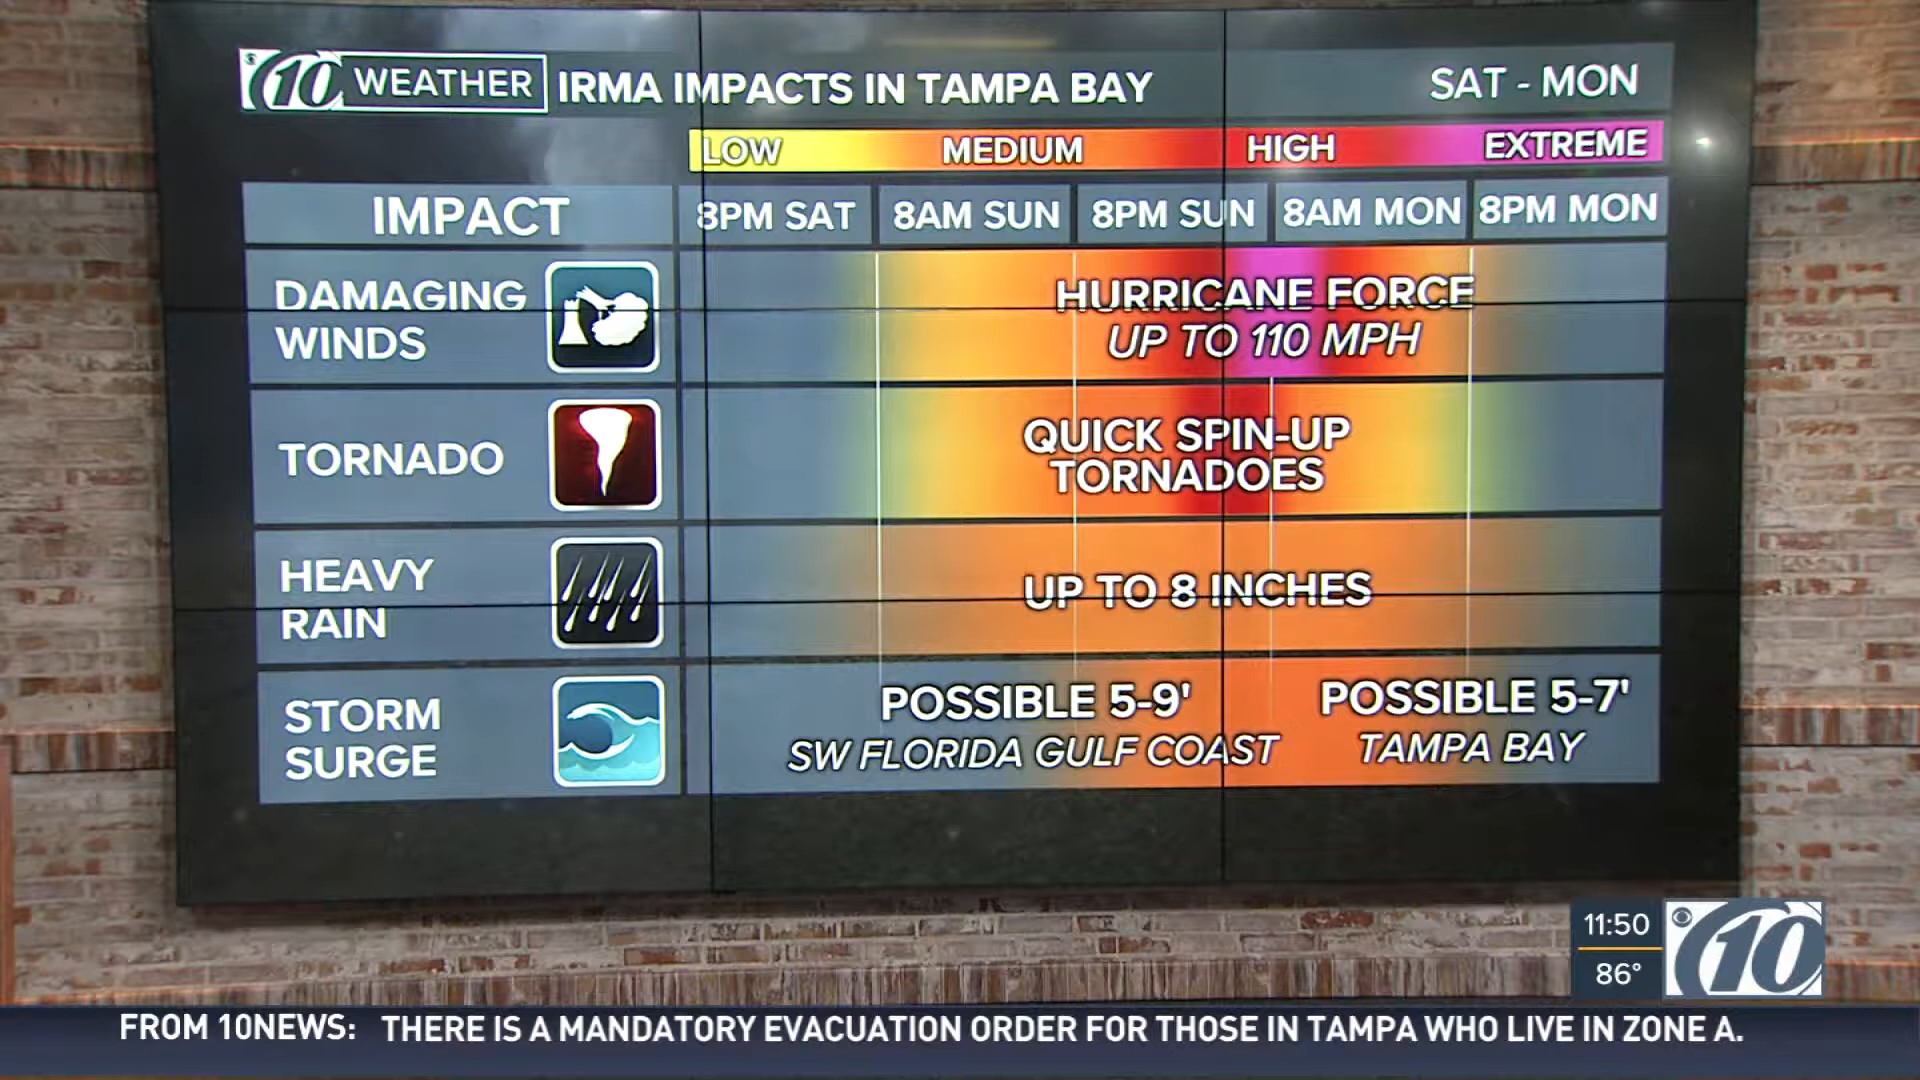 10 WEATHER IRMA IMPACTS IN TAMPA BAY SAT - MON
LOW MEDIUM HIGH EXTREME
IMPACT 8PM SAT 8AM SUN 8PM SUN 8AM MON 8PM MON
DAMAGING
WINDS
HURRICANE FORCE
UP TO 110 MPH
TORNADO
QUICK SPIN-UP
TORNADOES
HEAVY
RAIN
UP TO 8 INCHES
STORM
SURGE
POSSIBLE 5-9'
SW FLORIDA GULF COAST
POSSIBLE 5-7'
TAMPA BAY
11:50
86°
10
FROM 10NEWS: THERE IS A MANDATORY EVACUATION ORDER FOR THOSE IN TAMPA WHO LIVE IN ZONE A.